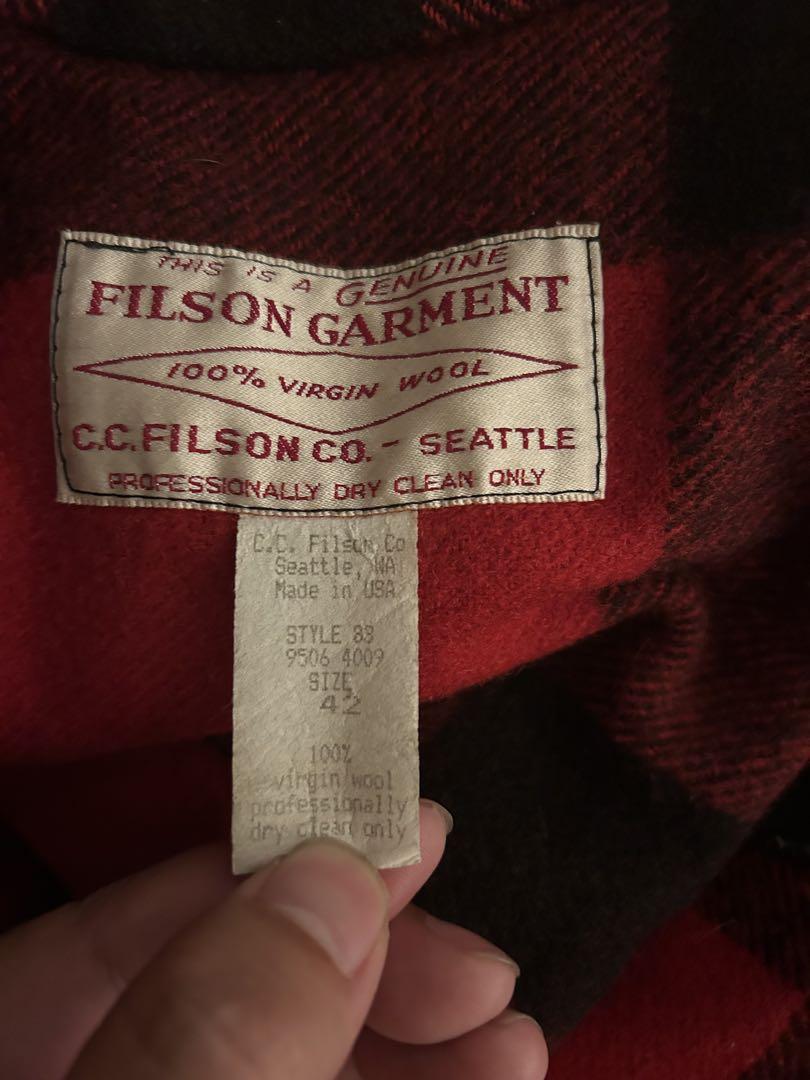 THIS IS A GENUINE
FILSON GARMENT
100% VIRGIN WOOL
C.C. FILSON CO. - SEATTLE
PROFESSIONALLY DRY CLEAN ONLY
C.C. Filson Co
Seattle, WA
Made in USA
STYLE 83
9506 4009
SIZE
42
100%
virgin wool
professionally
dry clean only